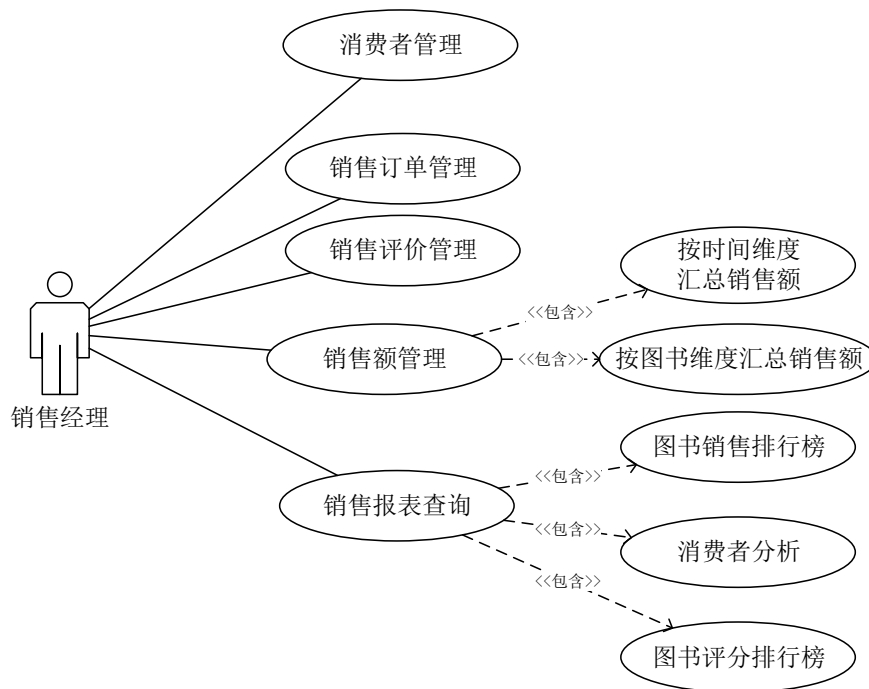 消费者管理
销售订单管理
销售评价管理
按时间维度
汇总销售额
<<包含>>
销售额管理
<<包含>>
按图书维度汇总销售额
销售经理
图书销售排行榜
<<包含>>
销售报表查询
<<包含>>
消费者分析
<<包含>>
图书评分排行榜